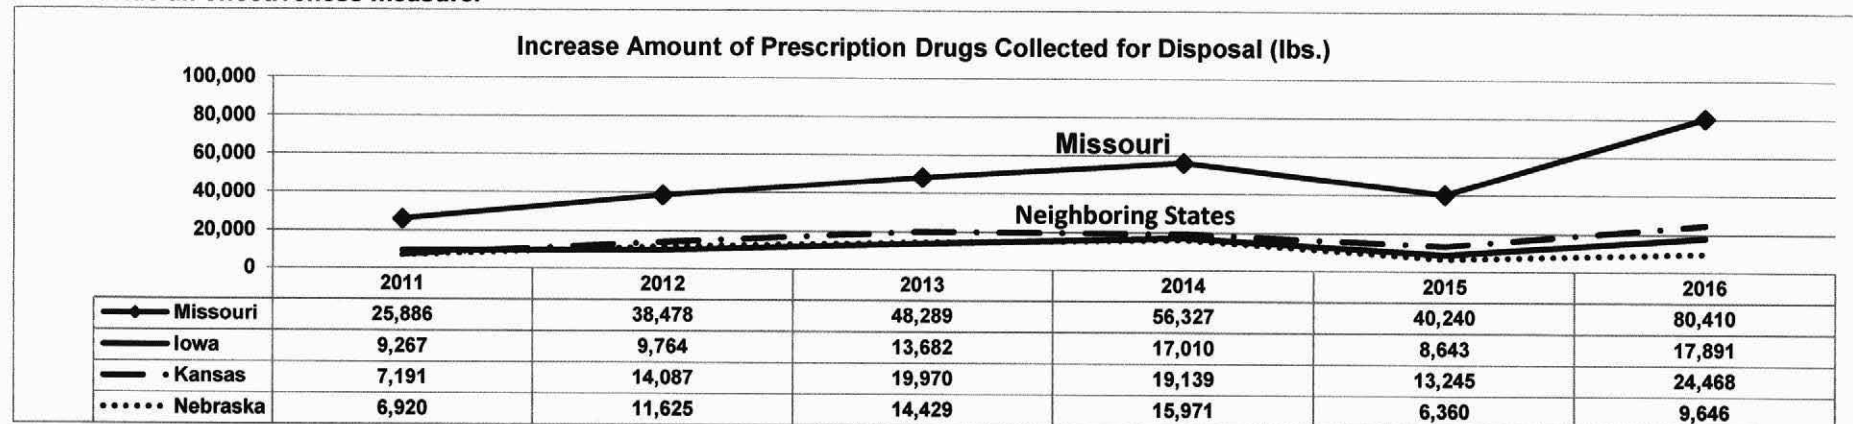 Increase Amount of Prescription Drugs Collected for Disposal (lbs.)
100,000
80,000
60,000
40,000
20,000
0
Missouri
Neighboring States
2011 2012 2013 2014 2015 2016
Missouri 25,886 38,478 48,289 56,327 40,240 80,410
Iowa 9,267 9,764 13,682 17,010 8,643 17,891
Kansas 7,191 14,087 19,970 19,139 13,245 24,468
Nebraska 6,920 11,625 14,429 15,971 6,360 9,646